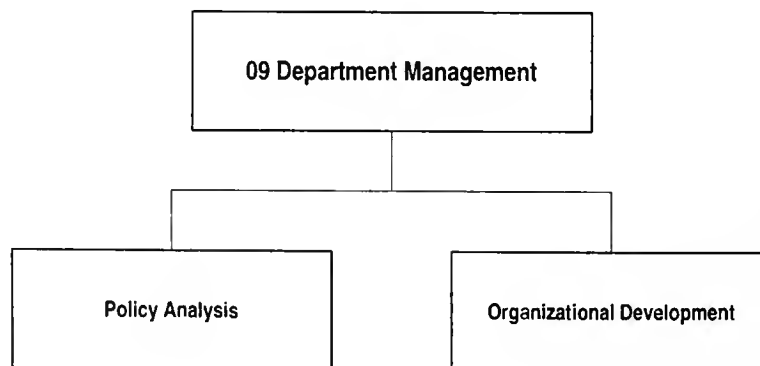 09 Department Management
Policy Analysis
Organizational Development